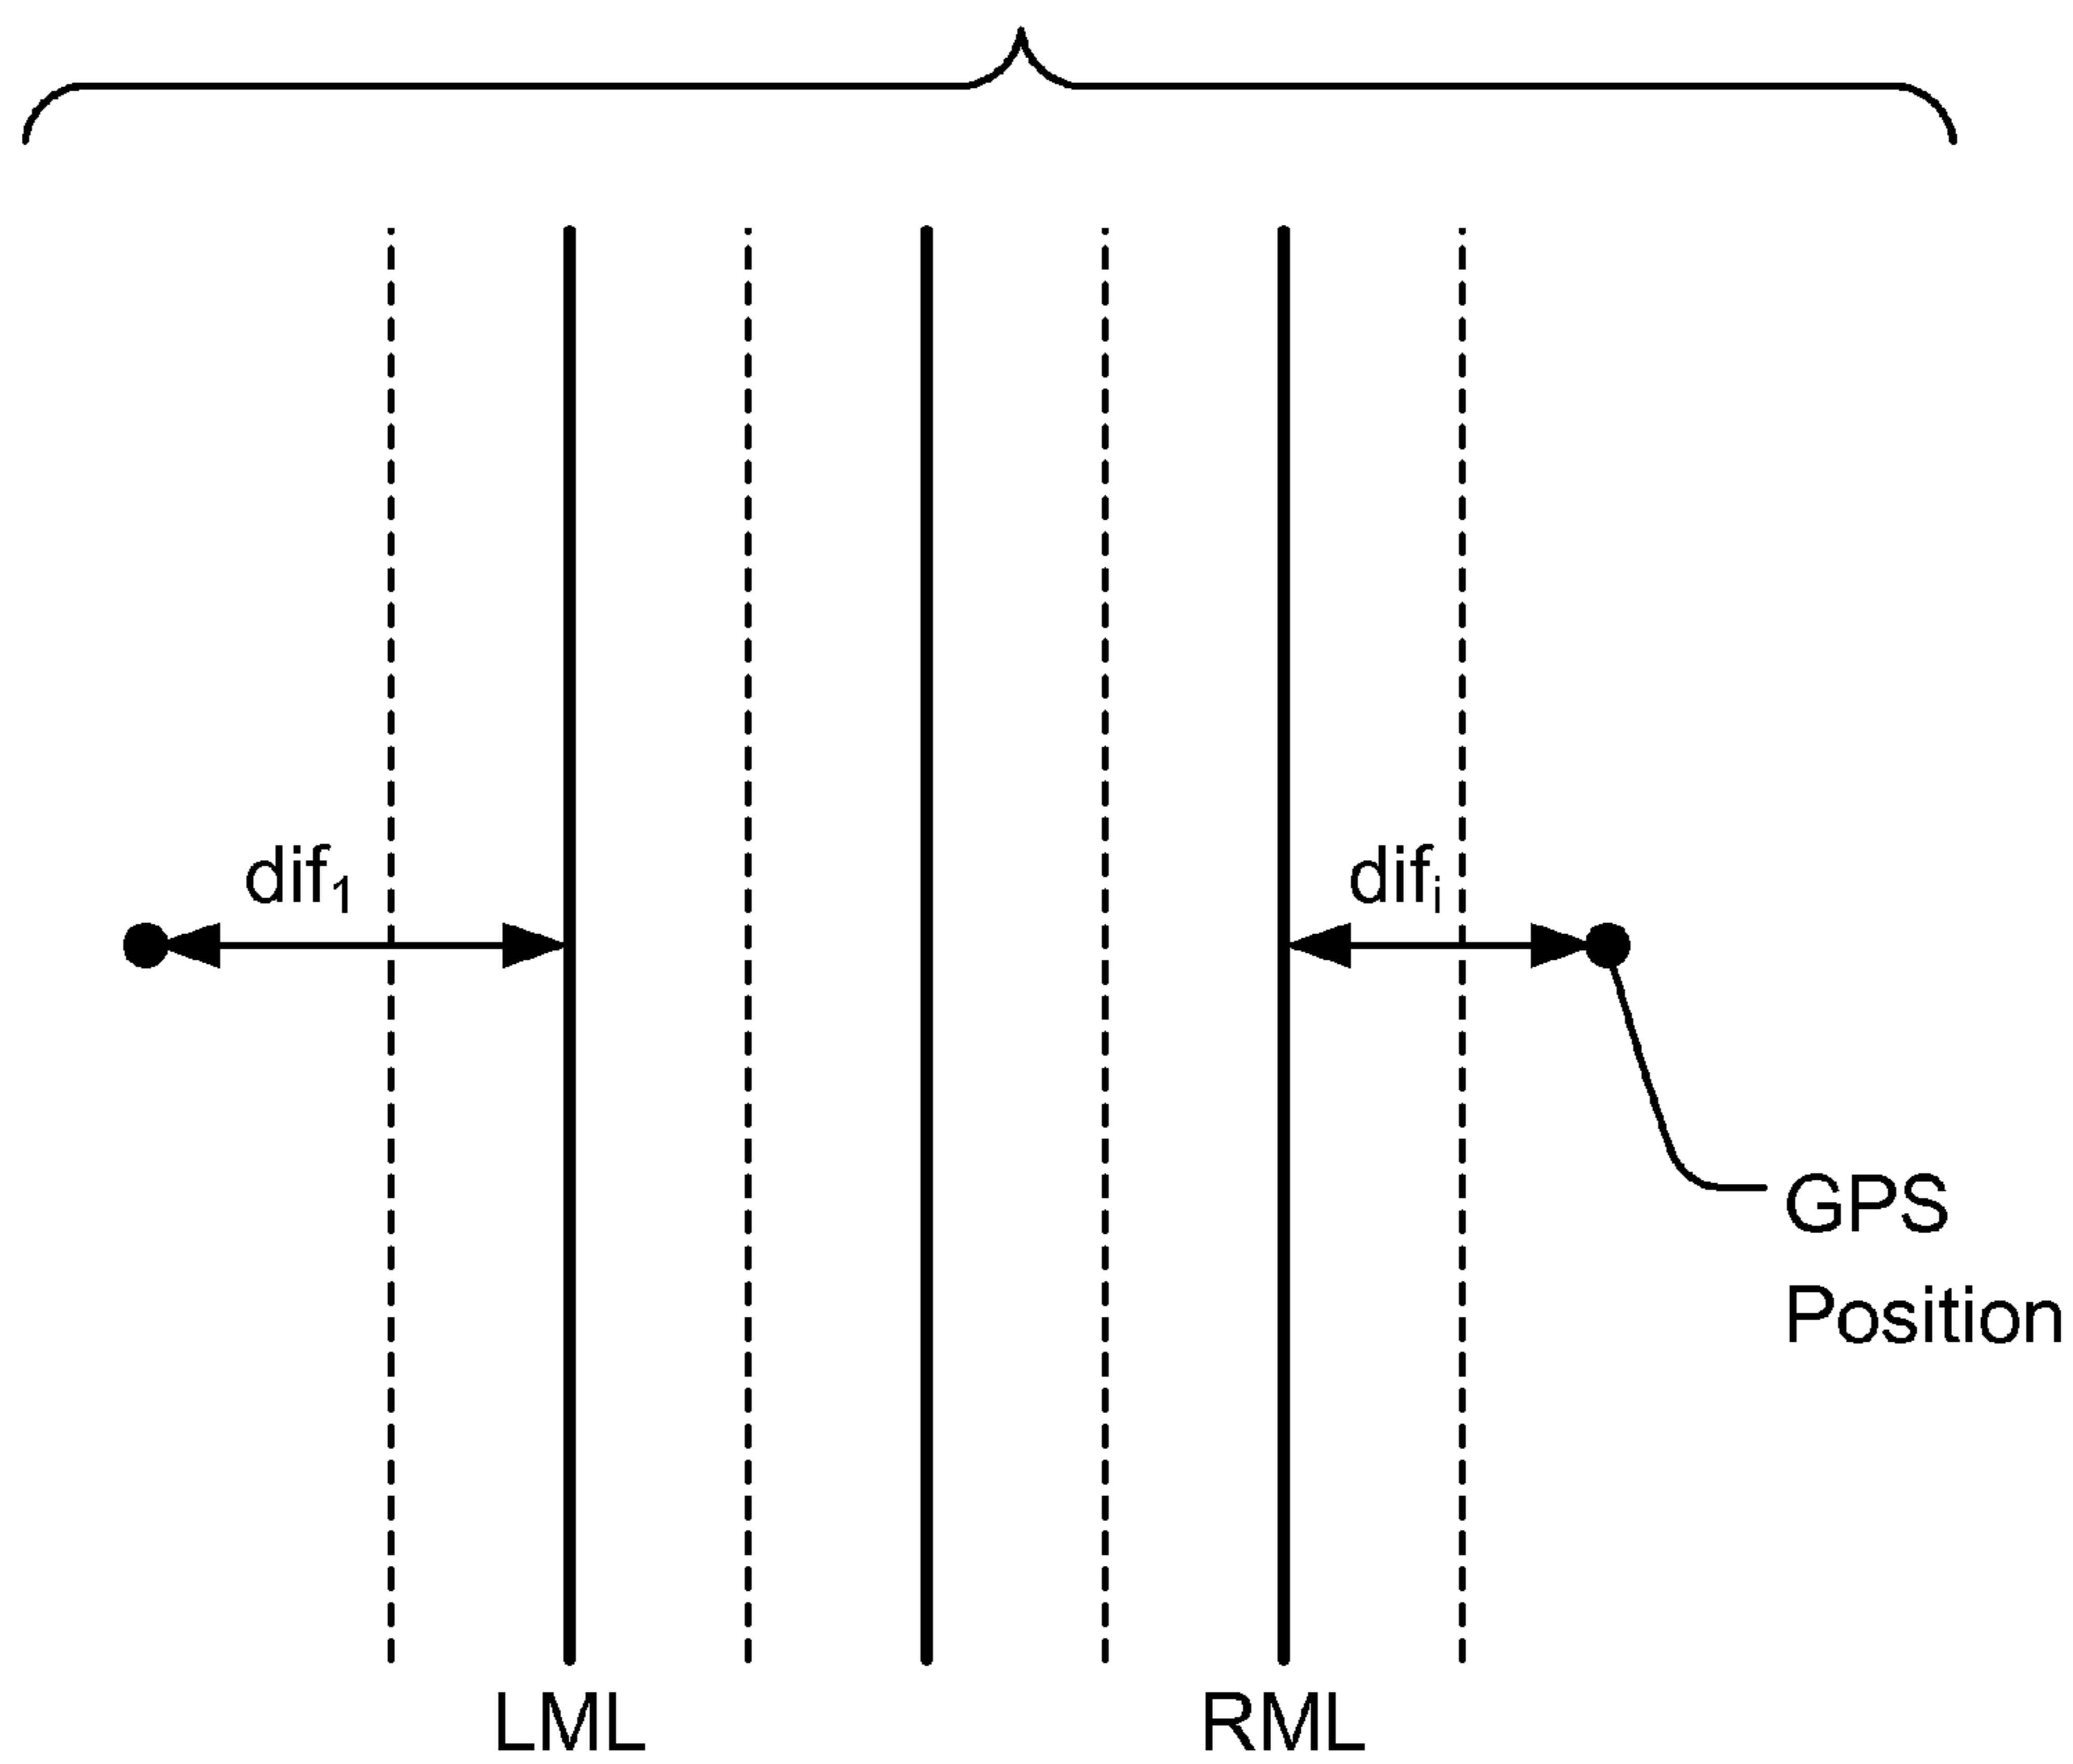 dif1
difi
GPS
Position
LML
RML